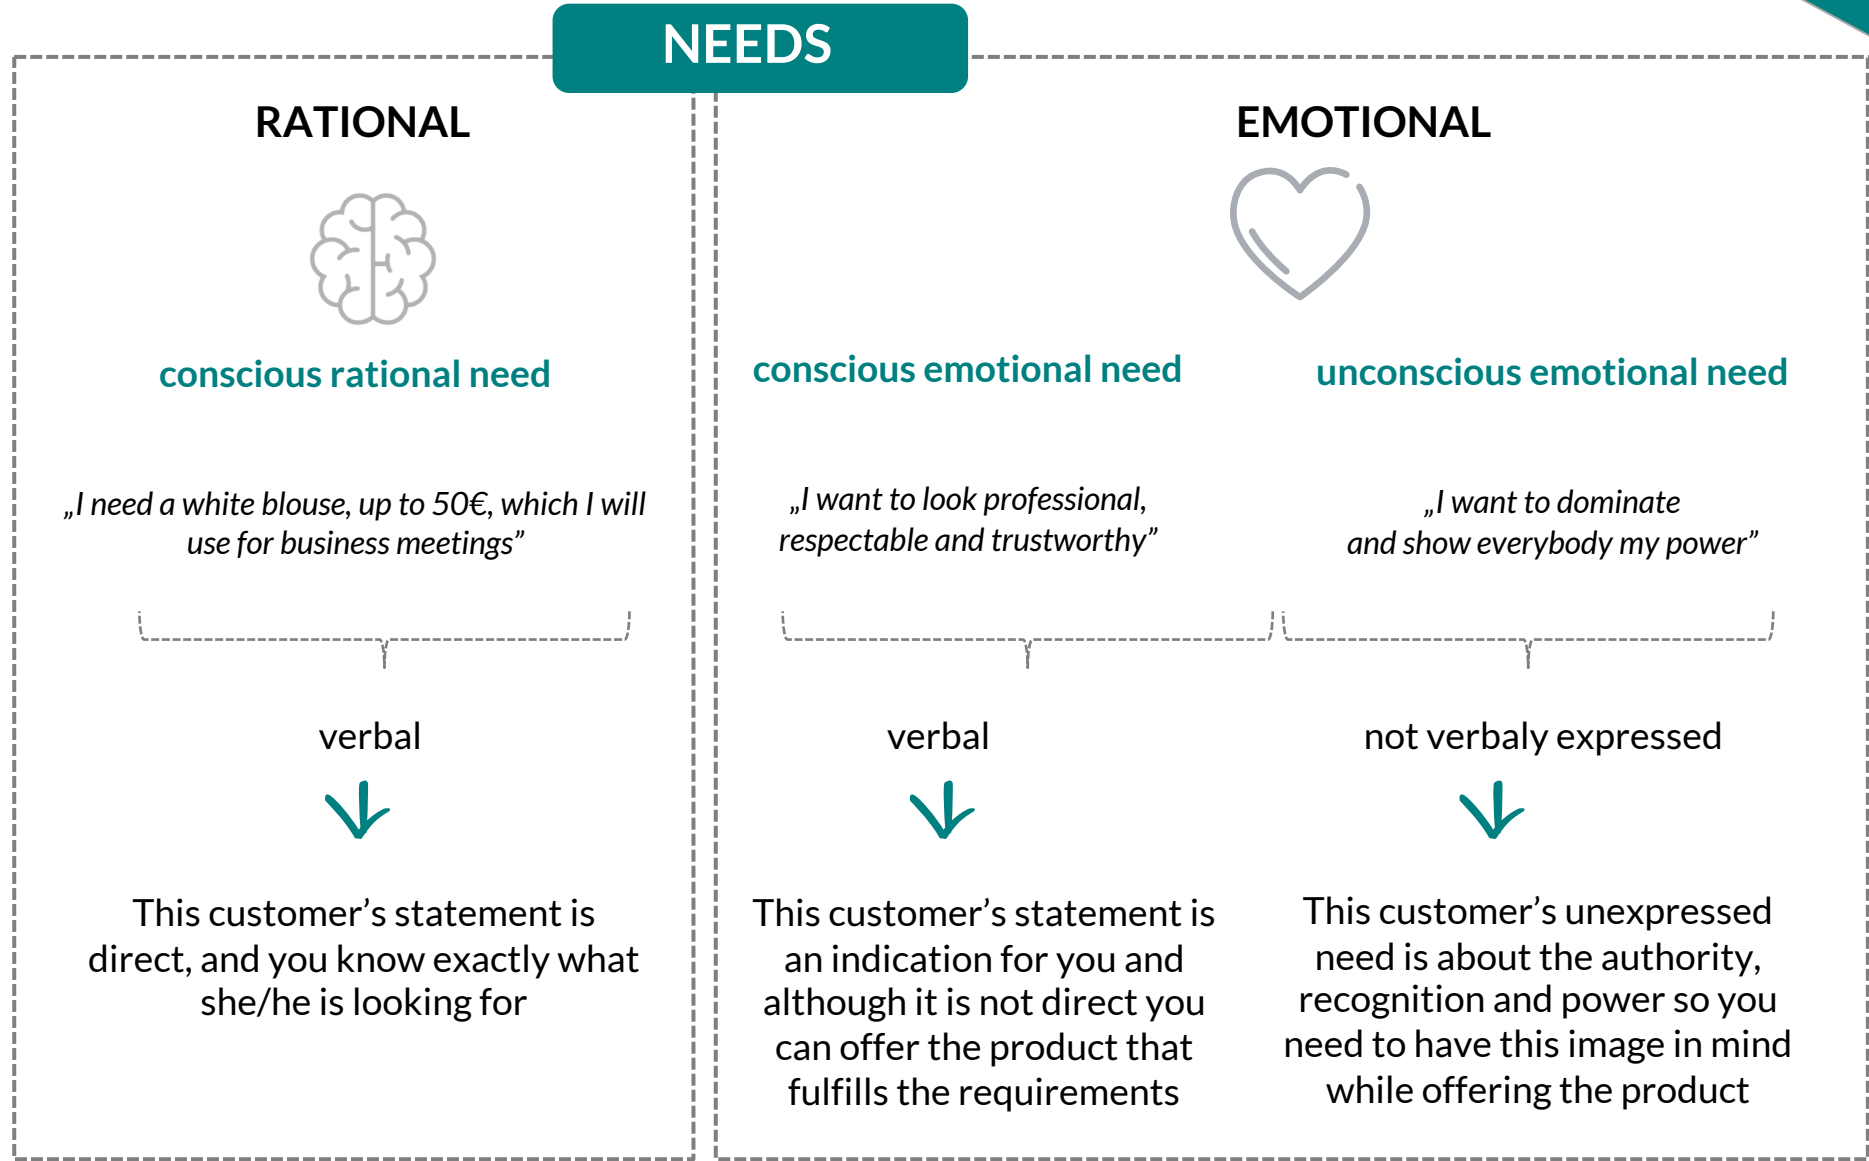 NEEDS
RATIONAL
conscious rational need
„I need a white blouse, up to 50€, which I will
use for business meetings”
verbal
This customer’s statement is
direct, and you know exactly what
she/he is looking for
EMOTIONAL
conscious emotional need
„I want to look professional,
respectable and trustworthy”
verbal
This customer’s statement is
an indication for you and
although it is not direct you
can offer the product that
fulfills the requirements
unconscious emotional need
„I want to dominate
and show everybody my power”
not verbaly expressed
This customer’s unexpressed
need is about the authority,
recognition and power so you
need to have this image in mind
while offering the product